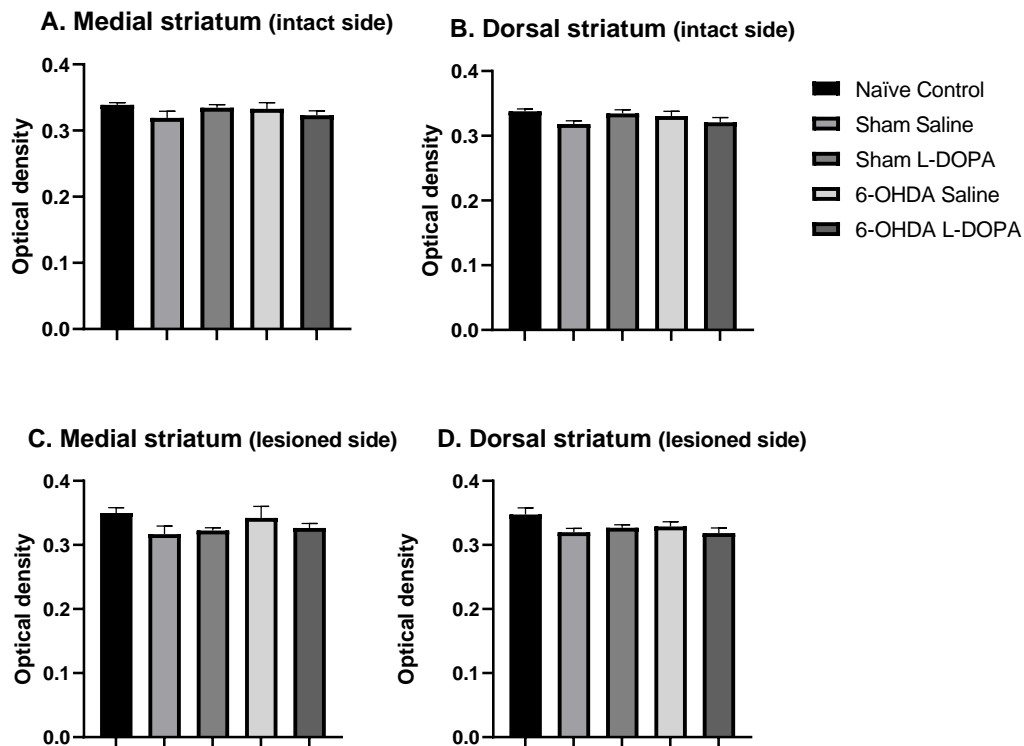 A. Medial striatum (intact side)
B. Dorsal striatum (intact side)
Optical density
0.4
0.3
0.2
0.1
0.0
Optical density
0.4
0.3
0.2
0.1
0.0
Naïve Control
Sham Saline
Sham L-DOPA
6-OHDA Saline
6-OHDA L-DOPA
C. Medial striatum (lesioned side)
D. Dorsal striatum (lesioned side)
Optical density
0.4
0.3
0.2
0.1
0.0
Optical density
0.4
0.3
0.2
0.1
0.0